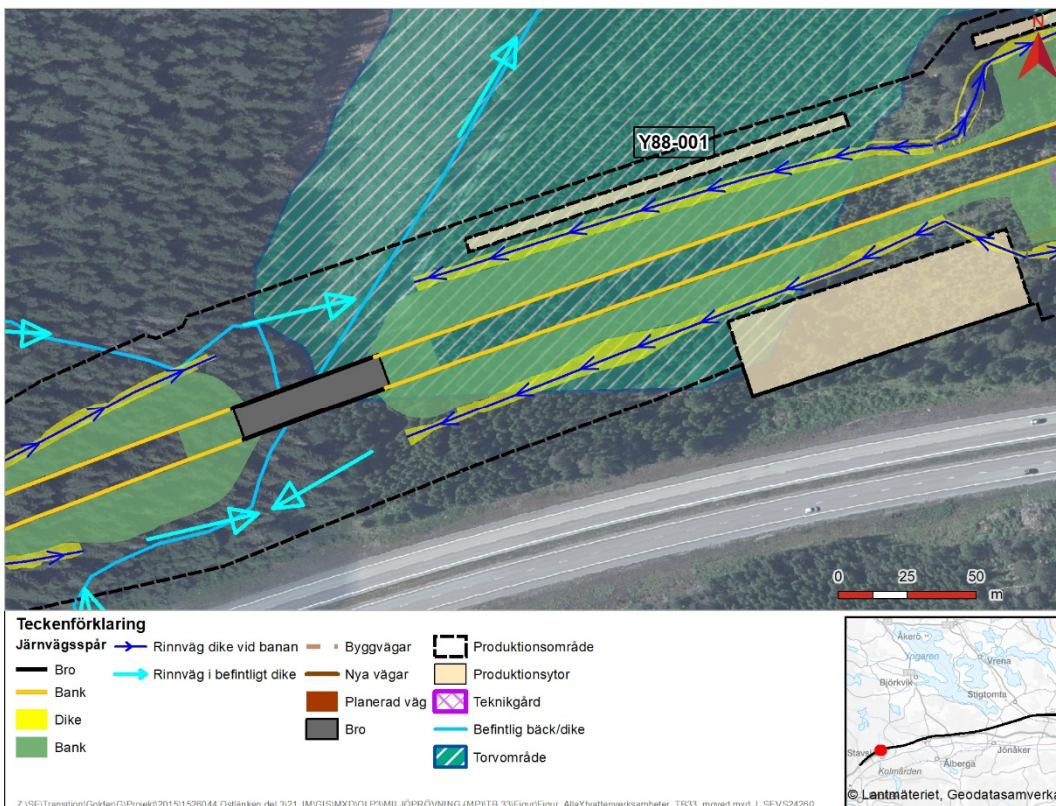 N
Y88-001
0 25 50
m
Teckenförklaring
Järnvägsspår
Bro
Bank
Dike
Bank
Rinnväg dike vid banan
Rinnväg i befintligt dike
Byggvägar
Nya vägar
Planerad väg
Bro
Produktionsområde
Produktionsytor
Teknikgård
Befintlig bäck/dike
Torvområde
Åkerö
Yngaren
Vrena
Björkvik
Stigtomta
Stavsj
Jönåker
Ålberga
Kolmården
© Lantmäteriet, Geodatasamverka